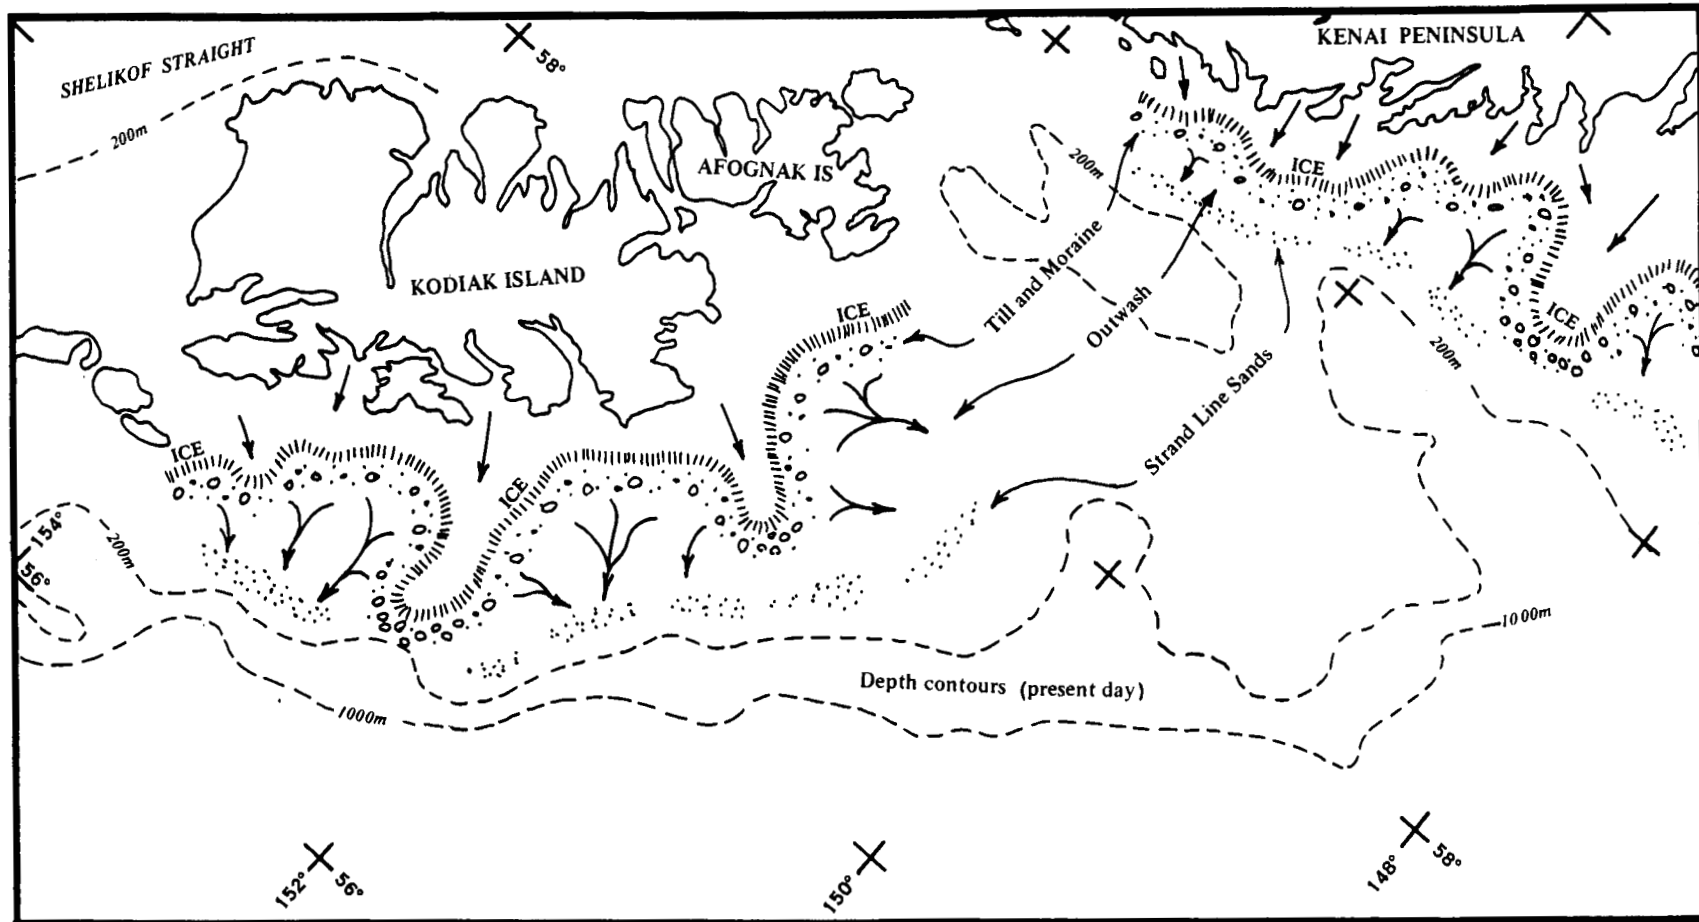 KENAI PENINSULA
SHELIKOF STRAIGHT
58°
200m
200m
AFOGNAK IS
ICE
KODIAK ISLAND
Till and Moraine
Outwash
ICE
ICE
200m
Strand Line Sands
ICE
ICE
154°
56°
200m
1000m
Depth contours (present day)
1000m
152°
56°
150°
148°
58°